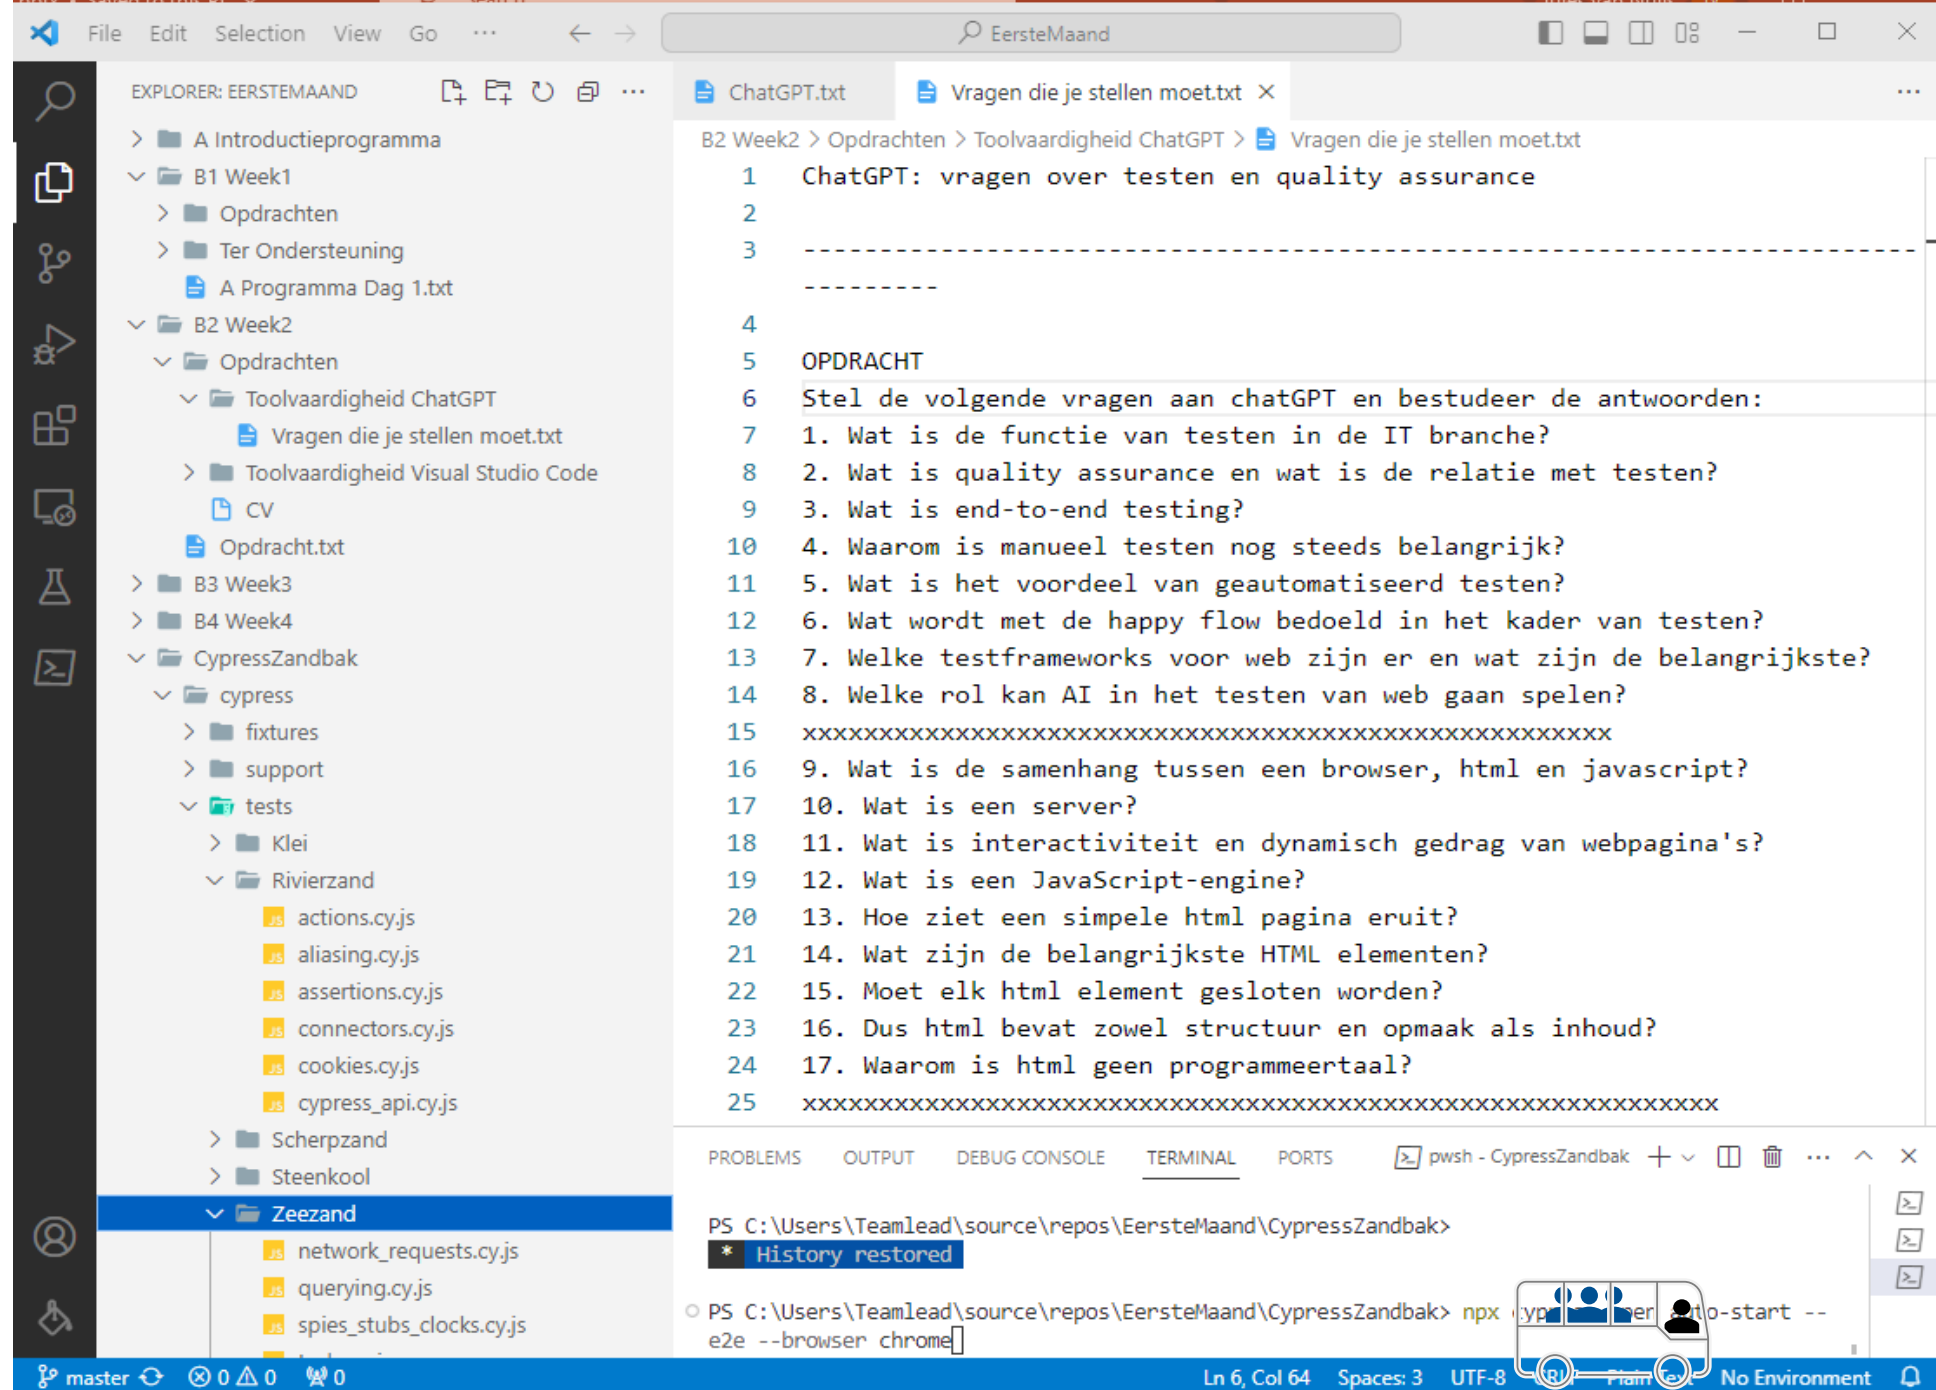 File Edit Selection View Go ··· EersteMaand
EXPLORER: EERSTEMAAND
A Introductieprogramma
B1 Week1
Opdrachten
Ter Ondersteuning
A Programma Dag 1.txt
B2 Week2
Opdrachten
Toolvaardigheid ChatGPT
Vragen die je stellen moet.txt
Toolvaardigheid Visual Studio Code
CV
Opdracht.txt
B3 Week3
B4 Week4
CypressZandbak
cypress
fixtures
support
tests
Klei
Rivierzand
JS actions.cy.js
JS aliasing.cy.js
JS assertions.cy.js
JS connectors.cy.js
JS cookies.cy.js
JS cypress_api.cy.js
Scherpzand
Steenkool
Zeezand
JS network_requests.cy.js
JS querying.cy.js
JS spies_stubs_clocks.cy.js
ChatGPT.txt Vragen die je stellen moet.txt
B2 Week2 > Opdrachten > Toolvaardigheid ChatGPT > Vragen die je stellen moet.txt
1 ChatGPT: vragen over testen en quality assurance
2
3 -------------------------------------------------------------------------
---------
4
5 OPDRACHT
6 Stel de volgende vragen aan chatGPT en bestudeer de antwoorden:
7 1. Wat is de functie van testen in de IT branche?
8 2. Wat is quality assurance en wat is de relatie met testen?
9 3. Wat is end-to-end testing?
10 4. Waarom is manueel testen nog steeds belangrijk?
11 5. Wat is het voordeel van geautomatiseerd testen?
12 6. Wat wordt met de happy flow bedoeld in het kader van testen?
13 7. Welke testframeworks voor web zijn er en wat zijn de belangrijkste?
14 8. Welke rol kan AI in het testen van web gaan spelen?
15 xxxxxxxxxxxxxxxxxxxxxxxxxxxxxxxxxxxxxxxxxxxxxxxxxxxxx
16 9. Wat is de samenhang tussen een browser, html en javascript?
17 10. Wat is een server?
18 11. Wat is interactiviteit en dynamisch gedrag van webpagina's?
19 12. Wat is een JavaScript-engine?
20 13. Hoe ziet een simpele html pagina eruit?
21 14. Wat zijn de belangrijkste HTML elementen?
22 15. Moet elk html element gesloten worden?
23 16. Dus html bevat zowel structuur en opmaak als inhoud?
24 17. Waarom is html geen programmeertaal?
25 xxxxxxxxxxxxxxxxxxxxxxxxxxxxxxxxxxxxxxxxxxxxxxxxxxxxxxxxxxxx
PROBLEMS OUTPUT DEBUG CONSOLE TERMINAL PORTS pwsh - CypressZandbak
PS C:\Users\Teamlead\source\repos\EersteMaand\CypressZandbak>
* History restored
PS C:\Users\Teamlead\source\repos\EersteMaand\CypressZandbak> npx -start --
e2e --browser chrome
master 0 0 0 Ln 6, Col 64 Spaces: 3 UTF-8 No Environment